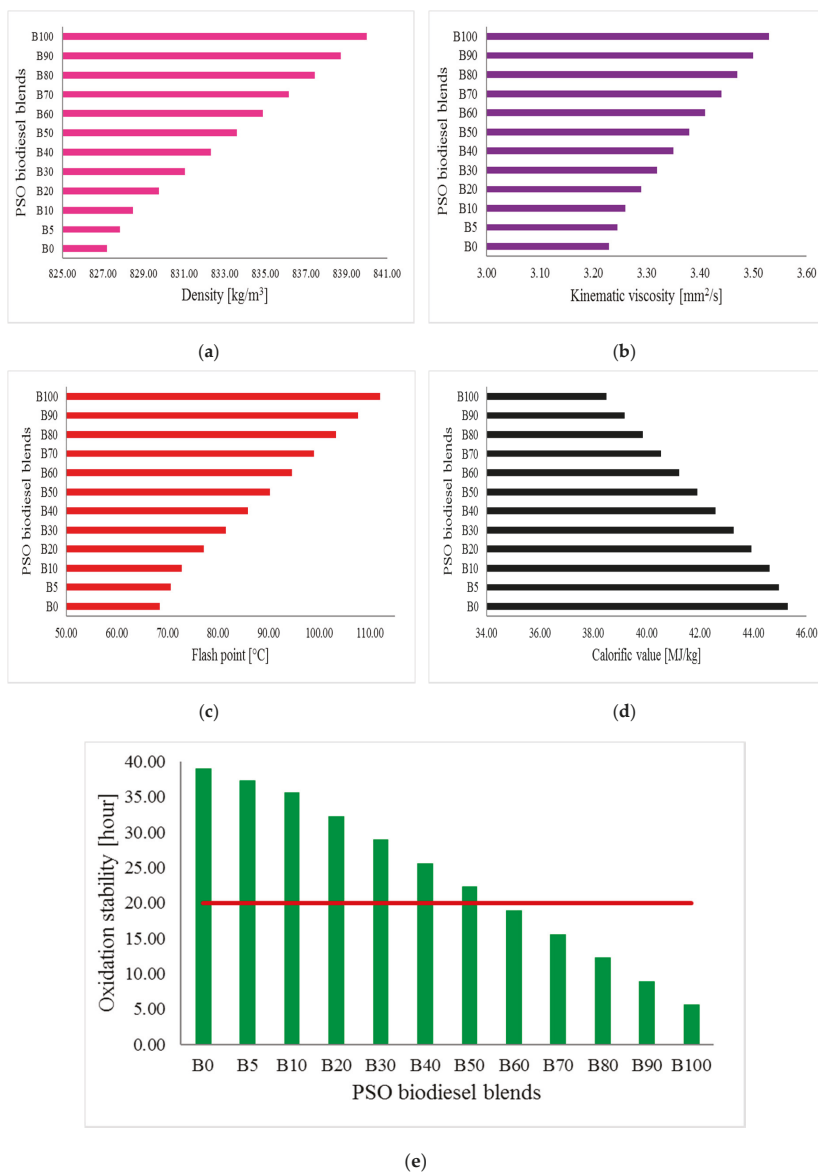 PSO biodiesel blends
B100
B90
B80
B70
B60
B50
B40
B30
B20
B10
B5
B0
825.00 827.00 829.00 831.00 833.00 835.00 837.00 839.00 841.00
Density [kg/m³]
(a)
PSO biodiesel blends
B100
B90
B80
B70
B60
B50
B40
B30
B20
B10
B5
B0
3.00 3.10 3.20 3.30 3.40 3.50 3.60
Kinematic viscosity [mm²/s]
(b)
PSO biodiesel blends
B100
B90
B80
B70
B60
B50
B40
B30
B20
B10
B5
B0
50.00 60.00 70.00 80.00 90.00 100.00 110.00
Flash point [°C]
(c)
PSO biodiesel blends
B100
B90
B80
B70
B60
B50
B40
B30
B20
B10
B5
B0
34.00 36.00 38.00 40.00 42.00 44.00 46.00
Calorific value [MJ/kg]
(d)
Oxidation stability [hour]
40.00
35.00
30.00
25.00
20.00
15.00
10.00
5.00
0.00
B0 B5 B10 B20 B30 B40 B50 B60 B70 B80 B90 B100
PSO biodiesel blends
(e)